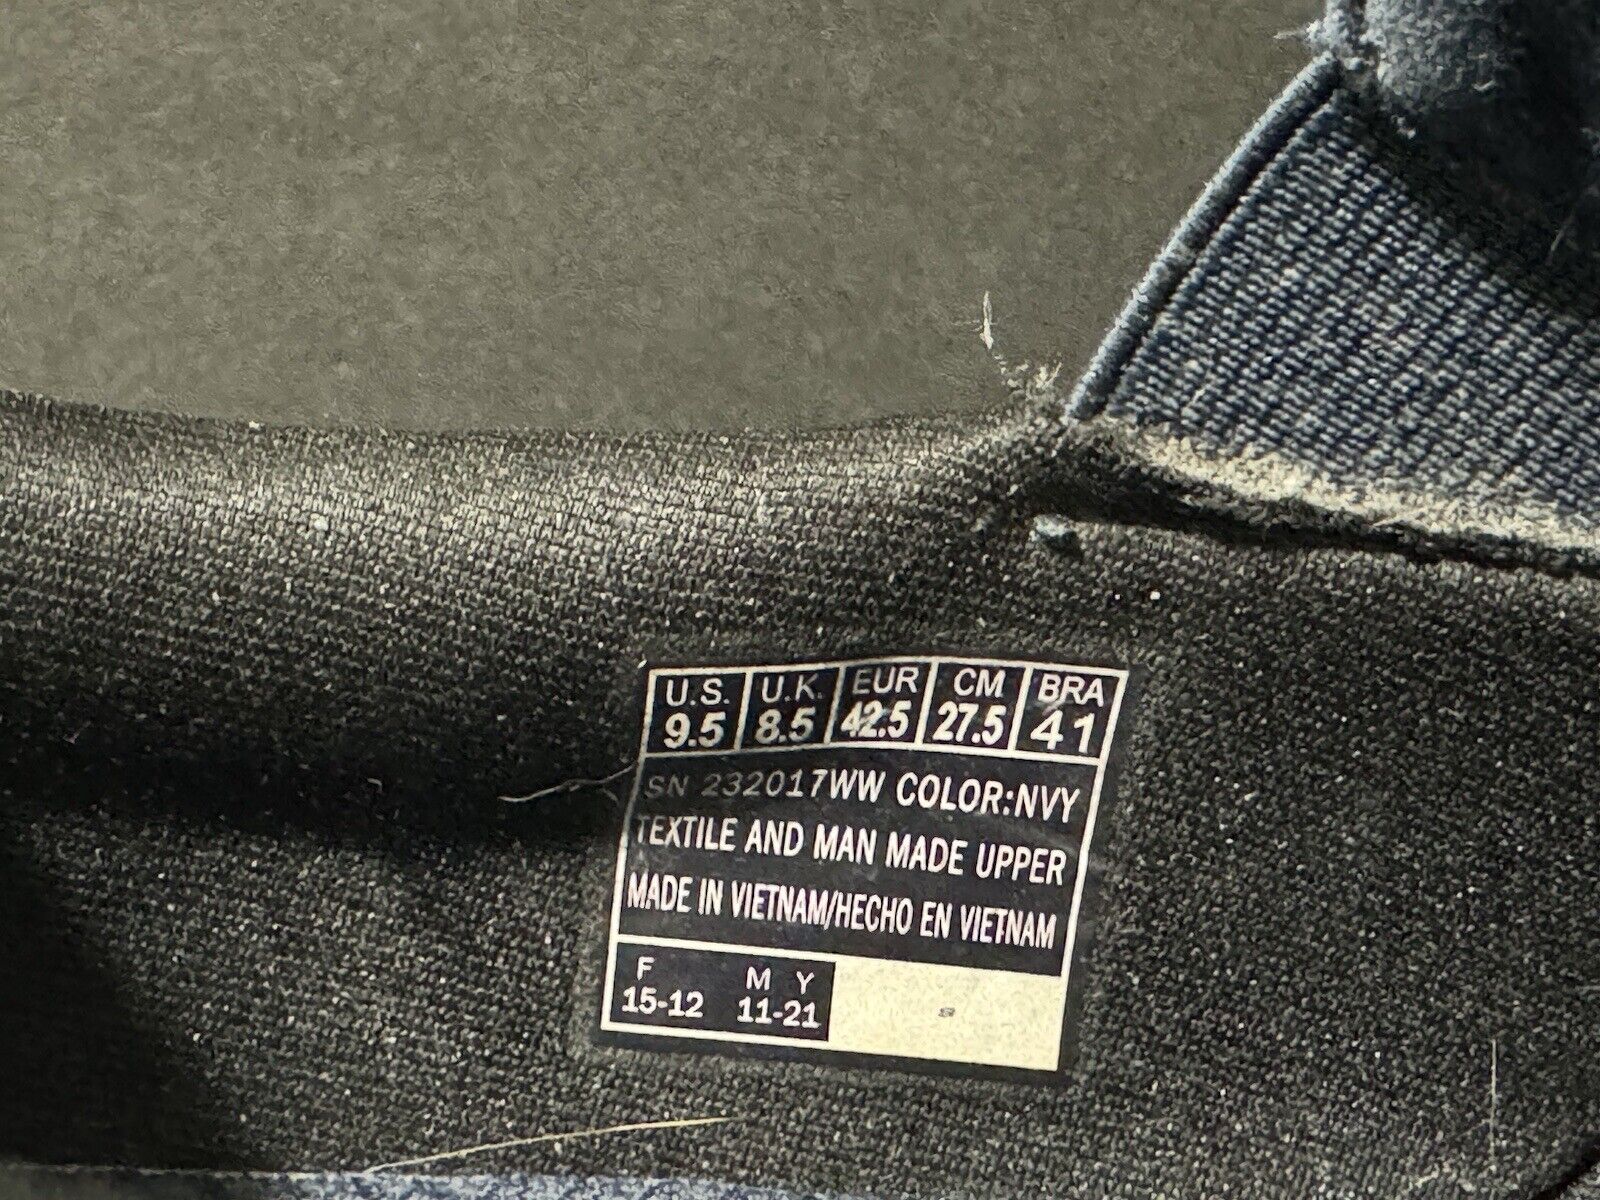 U.S. U.K. EUR CM BRA
9.5 8.5 42.5 27.5 41
SN 232017WW COLOR:NVY
TEXTILE AND MAN MADE UPPER
MADE IN VIETNAM/HECHO EN VIETNAM
F M Y
15-12 11-21